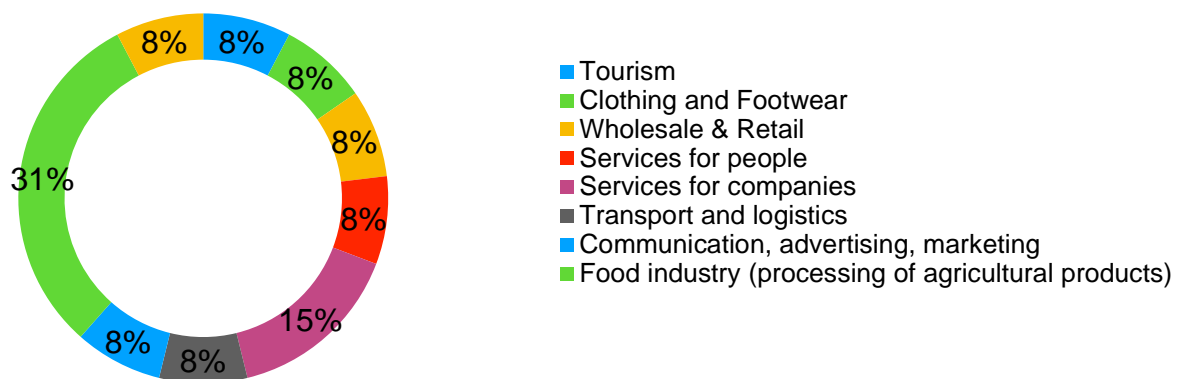 8%
8%
8%
8%
8%
31%
15%
8%
8%
Tourism
Clothing and Footwear
Wholesale & Retail
Services for people
Services for companies
Transport and logistics
Communication, advertising, marketing
Food industry (processing of agricultural products)